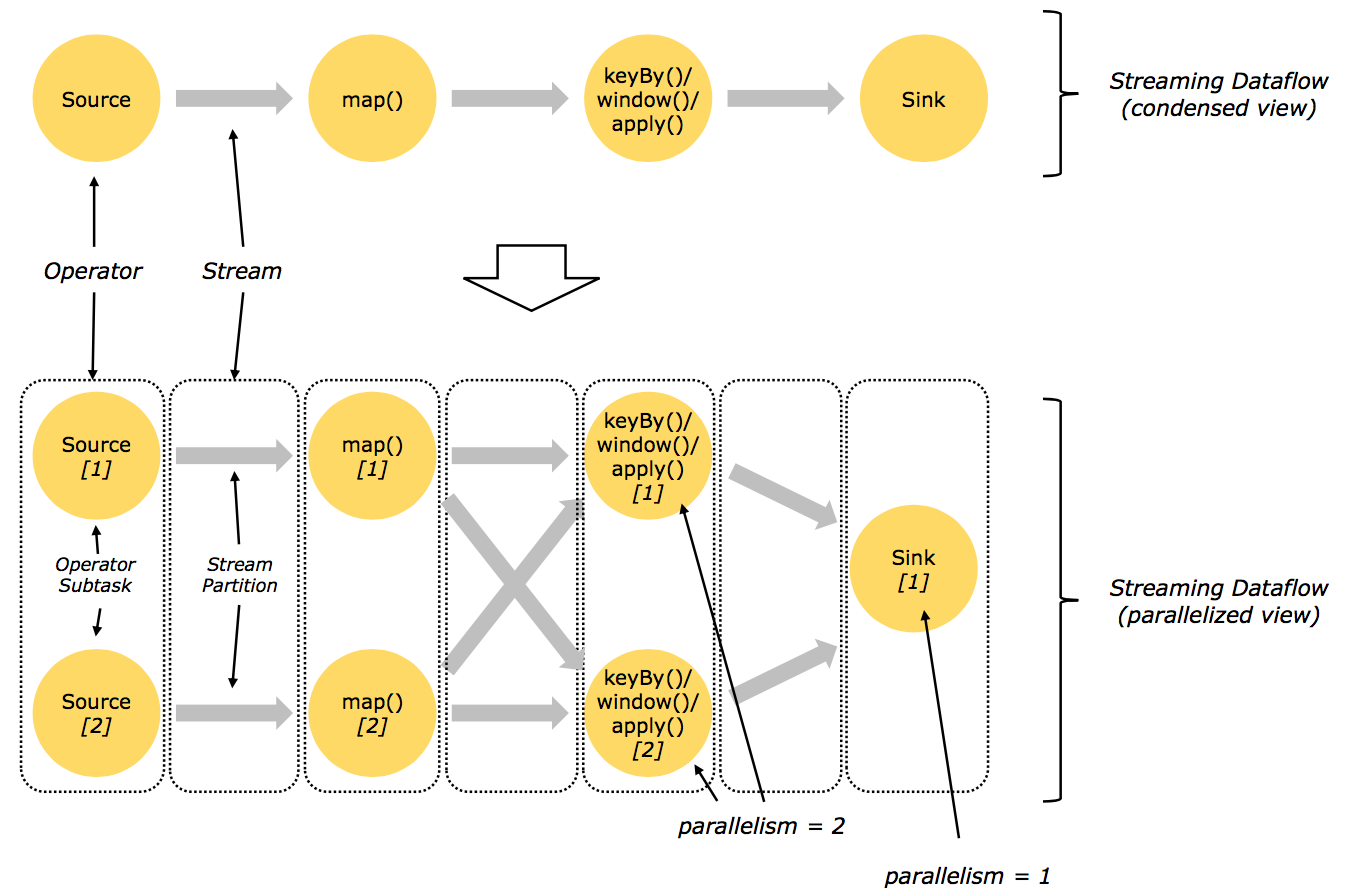 Source
map()
keyBy()/
window()/
apply()
Sink
Streaming Dataflow
(condensed view)
Operator
Stream
Source
[1]
map()
[1]
keyBy()/
window()/
apply()
[1]
Operator
Subtask
Stream
Partition
Sink
[1]
Streaming Dataflow
(parallelized view)
Source
[2]
map()
[2]
keyBy()/
window()/
apply()
[2]
parallelism = 2
parallelism = 1